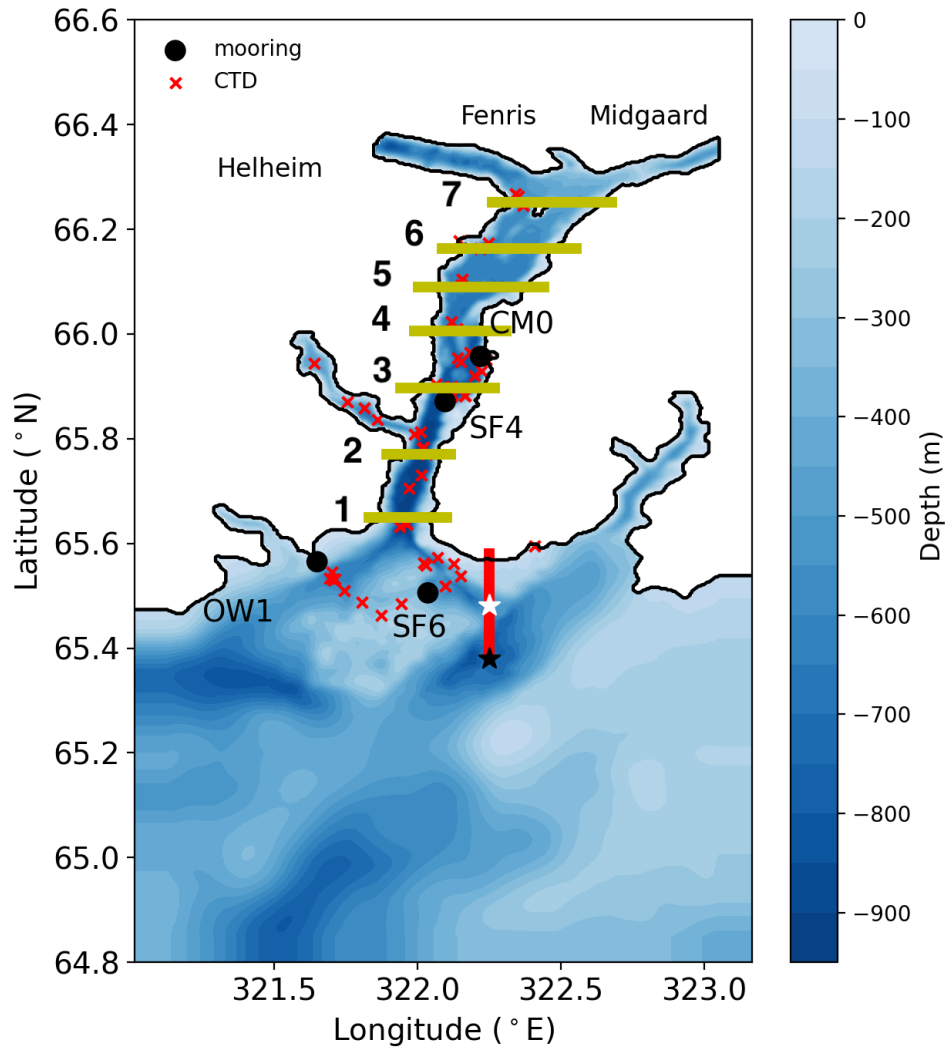 mooring
CTD
Fenris
Midgaard
Helheim
7
6
5
4
CM0
3
SF4
2
1
OW1
SF6
66.6
66.4
66.2
66.0
65.8
65.6
65.4
65.2
65.0
64.8
Latitude (°N)
321.5 322.0 322.5 323.0
Longitude (°E)
0
−100
−200
−300
−400
−500
−600
−700
−800
−900
Depth (m)